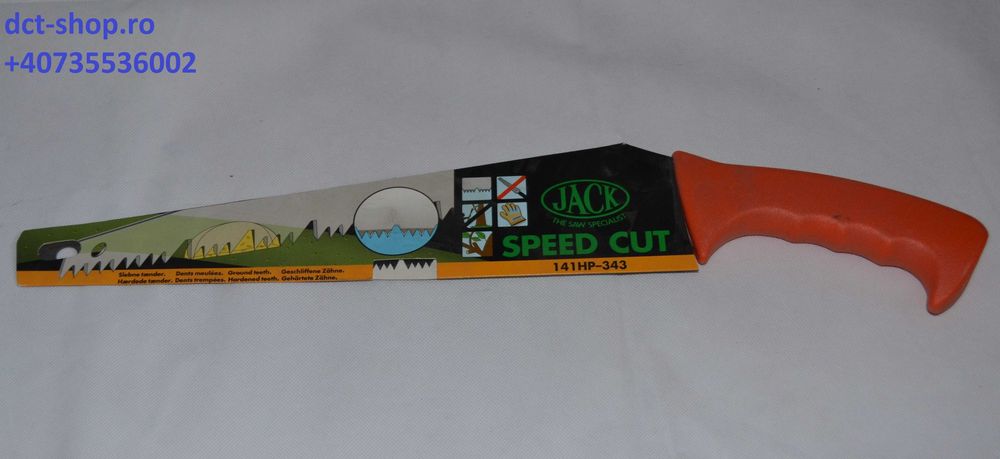 dct-shop.ro
+40735536002
JACK
THE SAW SPECIALIST
SPEED CUT
141HP-343
Slebne tænder. Dents meulées. Ground teeth. Geschliffene Zähne.
Hærdede tænder. Dents trempées. Hardened teeth. Gehärtete Zähne.